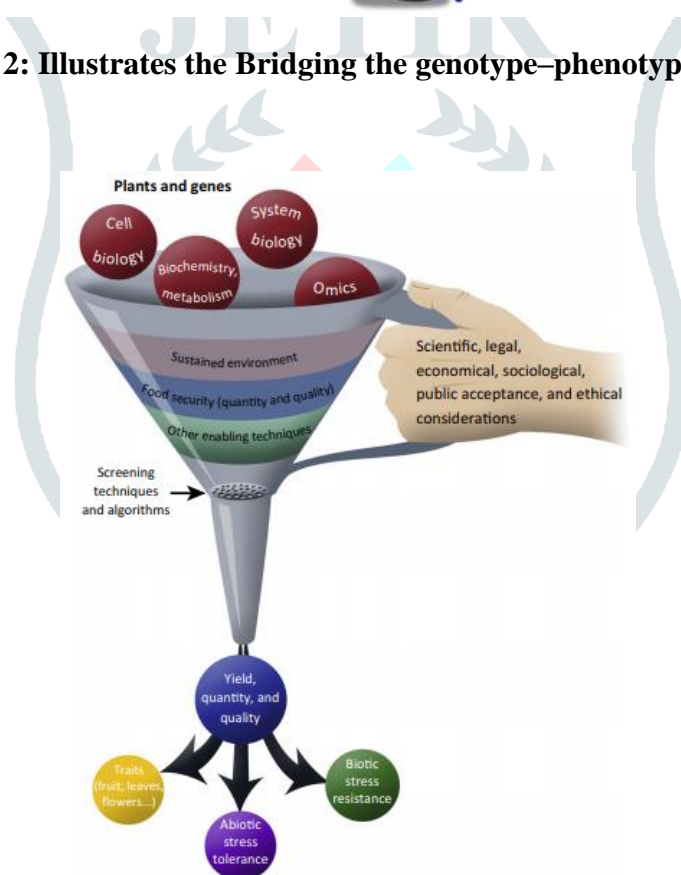 JETIR
2: Illustrates the Bridging the genotype–phenotyp
Plants and genes
Cell
biology
System
biology
Biochemistry,
metabolism
Omics
Sustained environment
Food security (quantity and quality)
Other enabling techniques
Scientific, legal,
economical, sociological,
public acceptance, and ethical
considerations
Screening
techniques
and algorithms
Yield,
quantity, and
quality
Traits
(fruit, leaves,
flowers...)
Biotic
stress
resistance
Abiotic
stress
tolerance